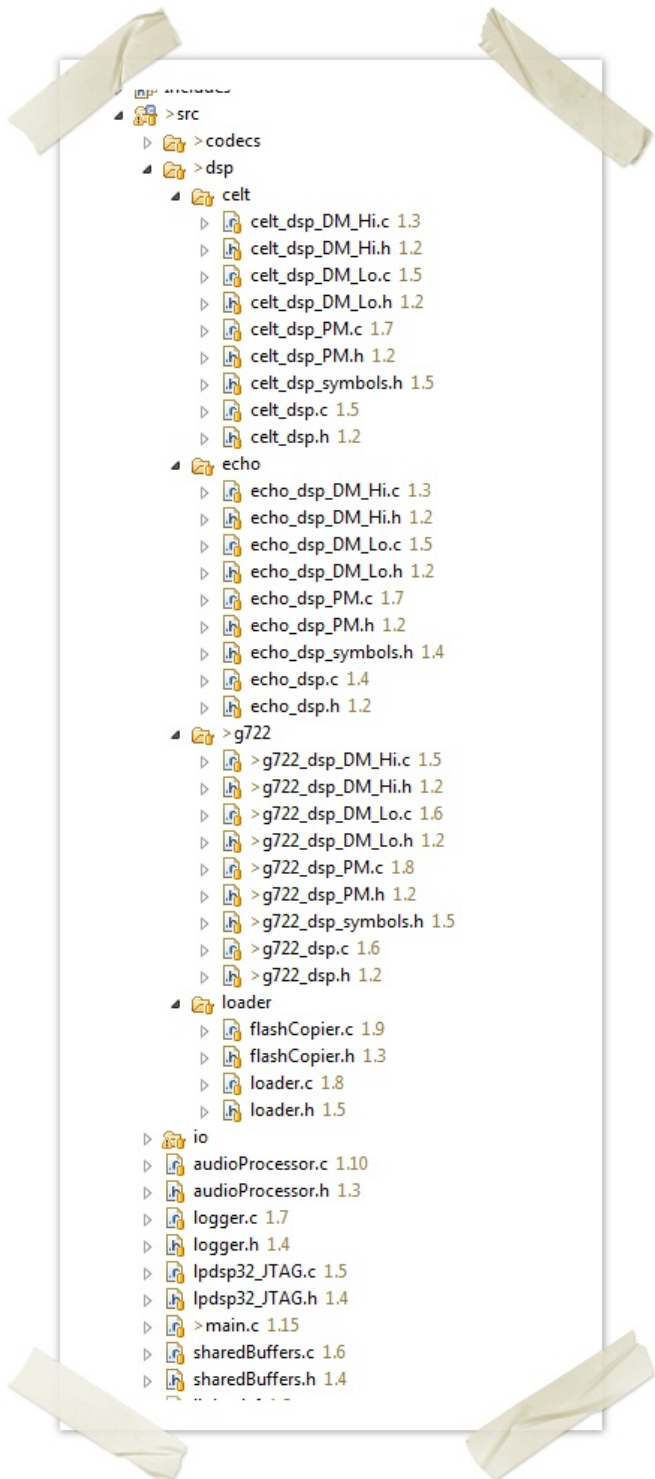 > src
> codecs
> dsp
celt
celt_dsp_DM_Hi.c 1.3
celt_dsp_DM_Hi.h 1.2
celt_dsp_DM_Lo.c 1.5
celt_dsp_DM_Lo.h 1.2
celt_dsp_PM.c 1.7
celt_dsp_PM.h 1.2
celt_dsp_symbols.h 1.5
celt_dsp.c 1.5
celt_dsp.h 1.2
echo
echo_dsp_DM_Hi.c 1.3
echo_dsp_DM_Hi.h 1.2
echo_dsp_DM_Lo.c 1.5
echo_dsp_DM_Lo.h 1.2
echo_dsp_PM.c 1.7
echo_dsp_PM.h 1.2
echo_dsp_symbols.h 1.4
echo_dsp.c 1.4
echo_dsp.h 1.2
> g722
> g722_dsp_DM_Hi.c 1.5
> g722_dsp_DM_Hi.h 1.2
> g722_dsp_DM_Lo.c 1.6
> g722_dsp_DM_Lo.h 1.2
> g722_dsp_PM.c 1.8
> g722_dsp_PM.h 1.2
> g722_dsp_symbols.h 1.5
> g722_dsp.c 1.6
> g722_dsp.h 1.2
loader
flashCopier.c 1.9
flashCopier.h 1.3
loader.c 1.8
loader.h 1.5
io
audioProcessor.c 1.10
audioProcessor.h 1.3
logger.c 1.7
logger.h 1.4
lpdsp32_JTAG.c 1.5
lpdsp32_JTAG.h 1.4
> main.c 1.15
sharedBuffers.c 1.6
sharedBuffers.h 1.4